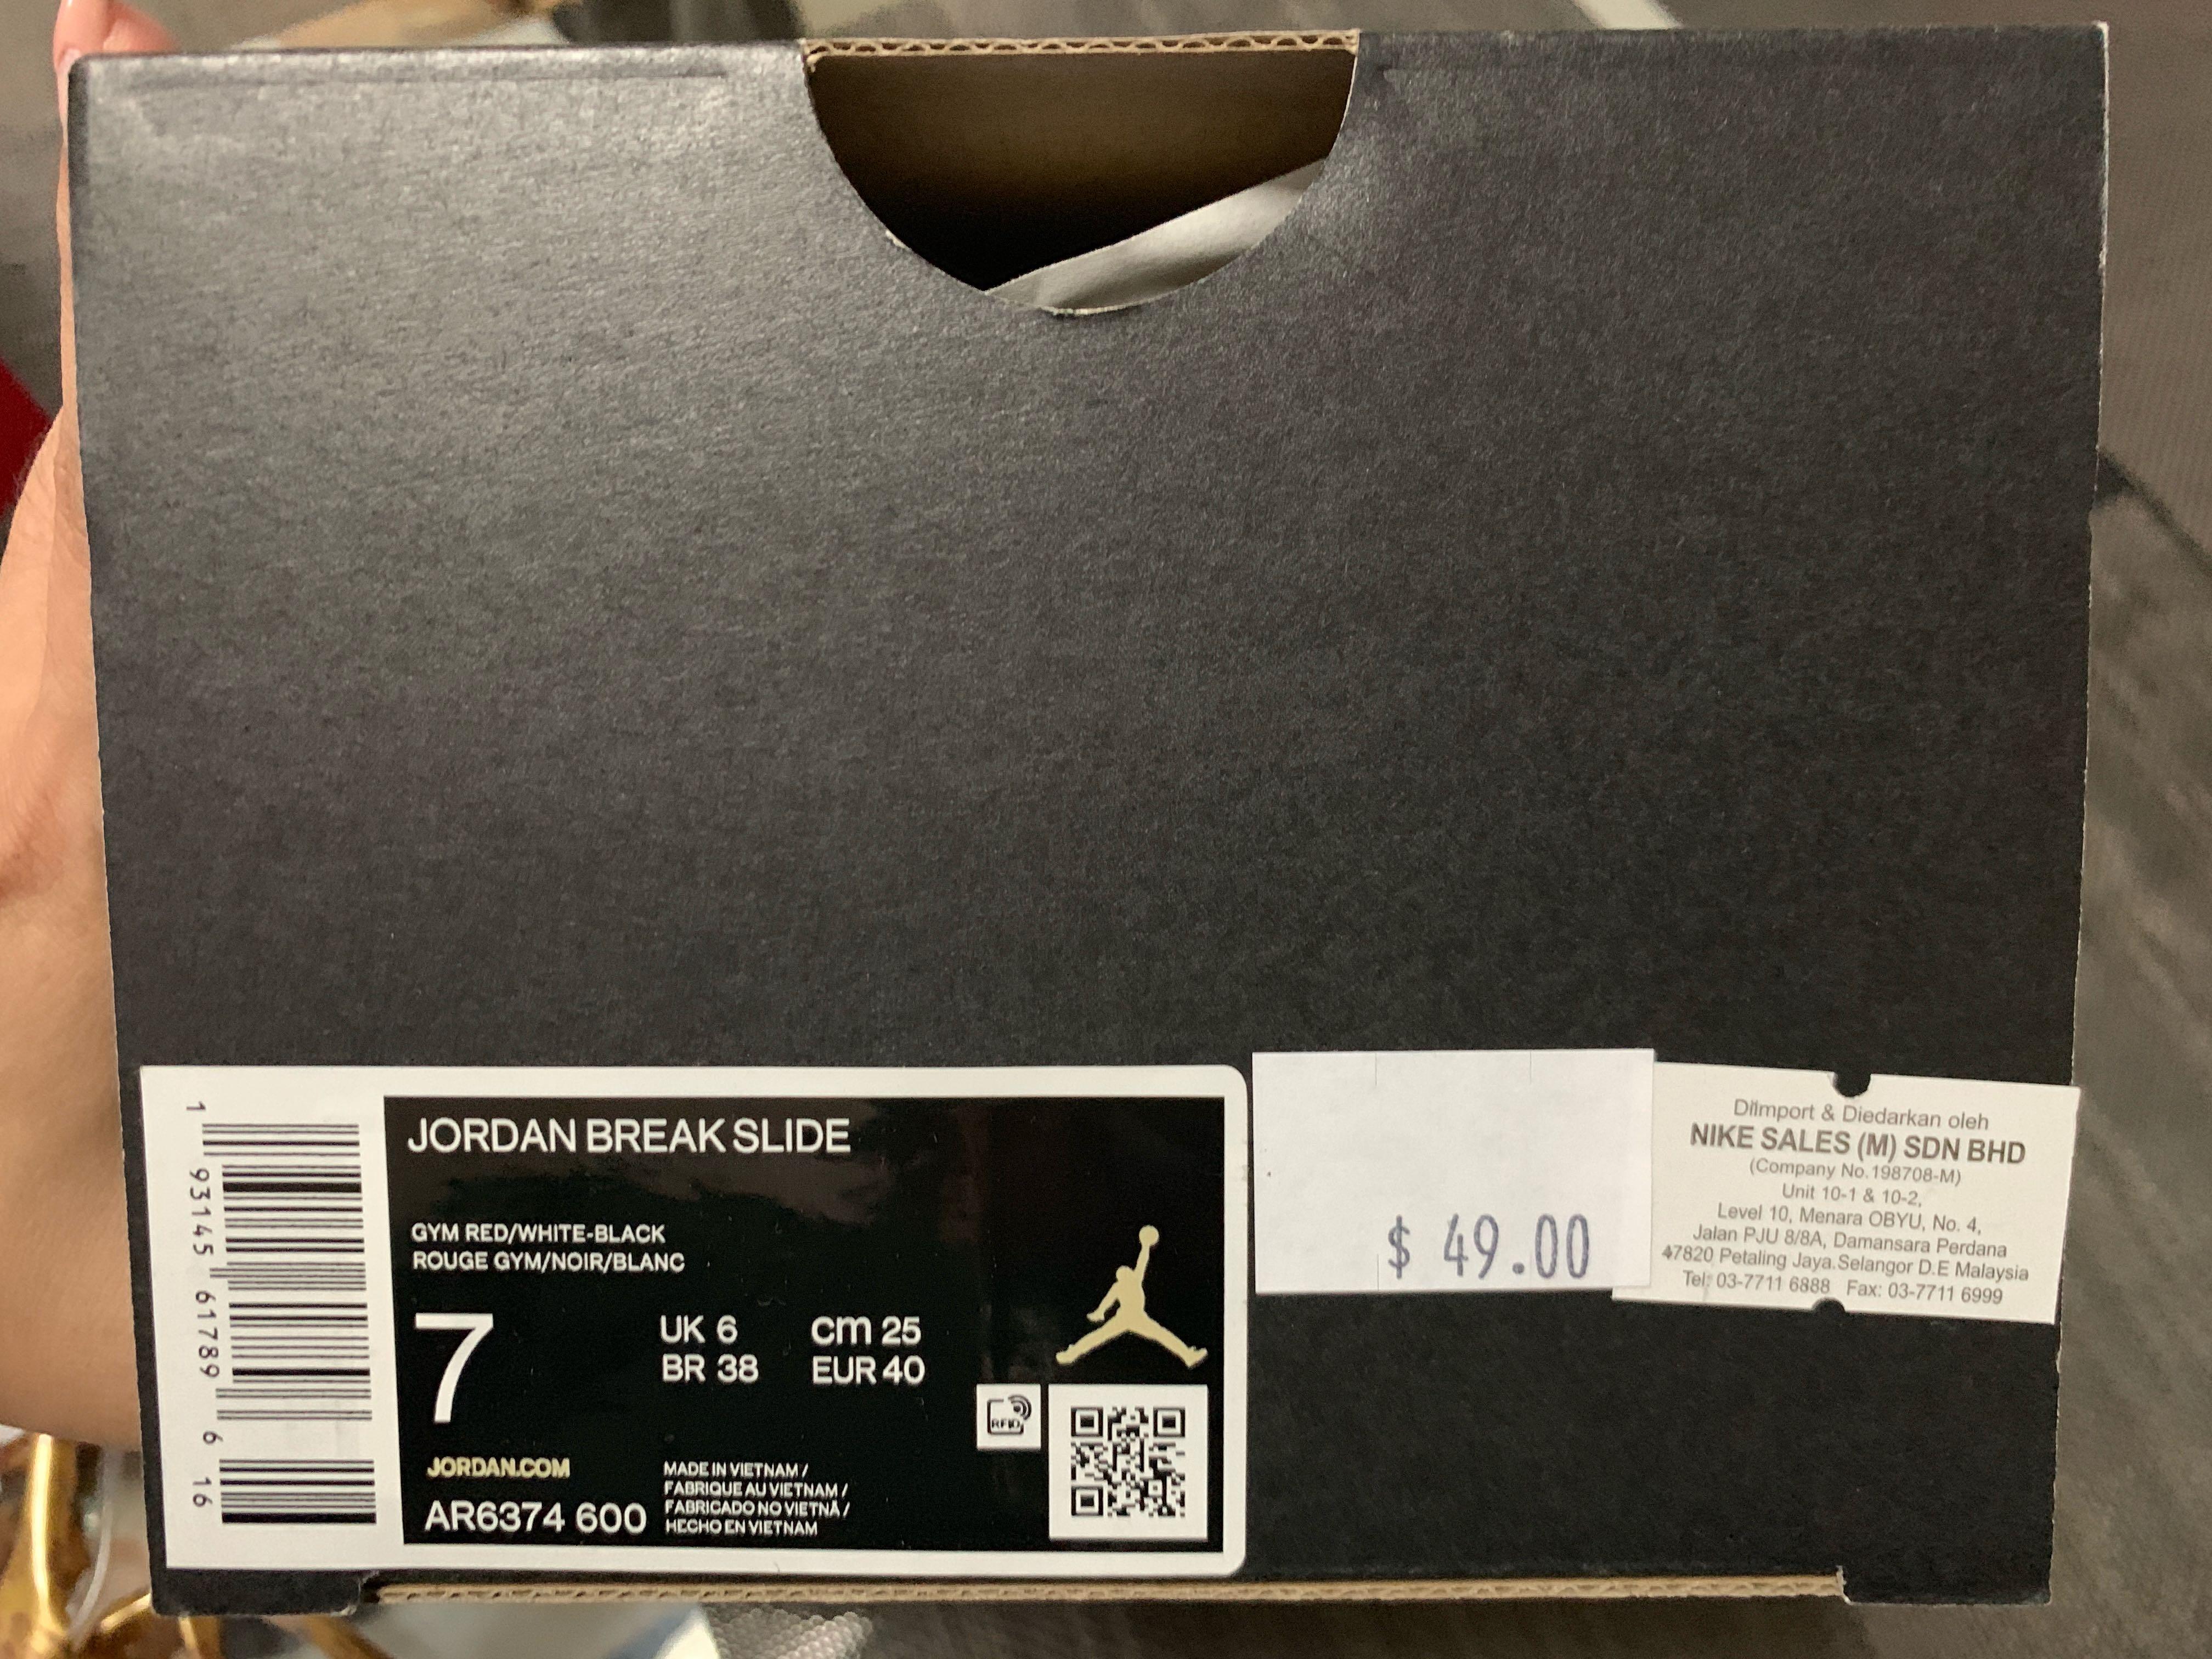 1 93145 61789 6 16
JORDAN BREAK SLIDE
GYM RED/WHITE-BLACK
ROUGE GYM/NOIR/BLANC
7
UK 6 cm 25
BR 38 EUR 40
RFID
JORDAN.COM
AR6374 600
MADE IN VIETNAM /
FABRIQUE AU VIETNAM /
FABRICADO NO VIETNÃ /
HECHO EN VIETNAM
$ 49.00
DiImport & Diedarkan oleh
NIKE SALES (M) SDN BHD
(Company No.198708-M)
Unit 10-1 & 10-2,
Level 10, Menara OBYU, No. 4,
Jalan PJU 8/8A, Damansara Perdana
47820 Petaling Jaya.Selangor D.E Malaysia
Tel: 03-7711 6888 Fax: 03-7711 6999